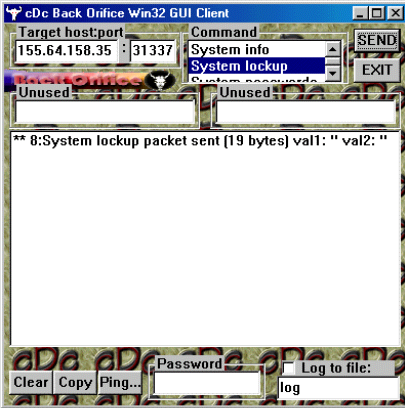 cDc Back Orifice Win32 GUI Client
Target host:port
155.64.158.35 : 31337
Command
System info
System lockup
System passwords
SEND
EXIT
Back Orifice
Unused
Unused
** 8:System lockup packet sent (19 bytes) val1: '' val2: ''
Clear
Copy
Ping...
Password
Log to file:
log